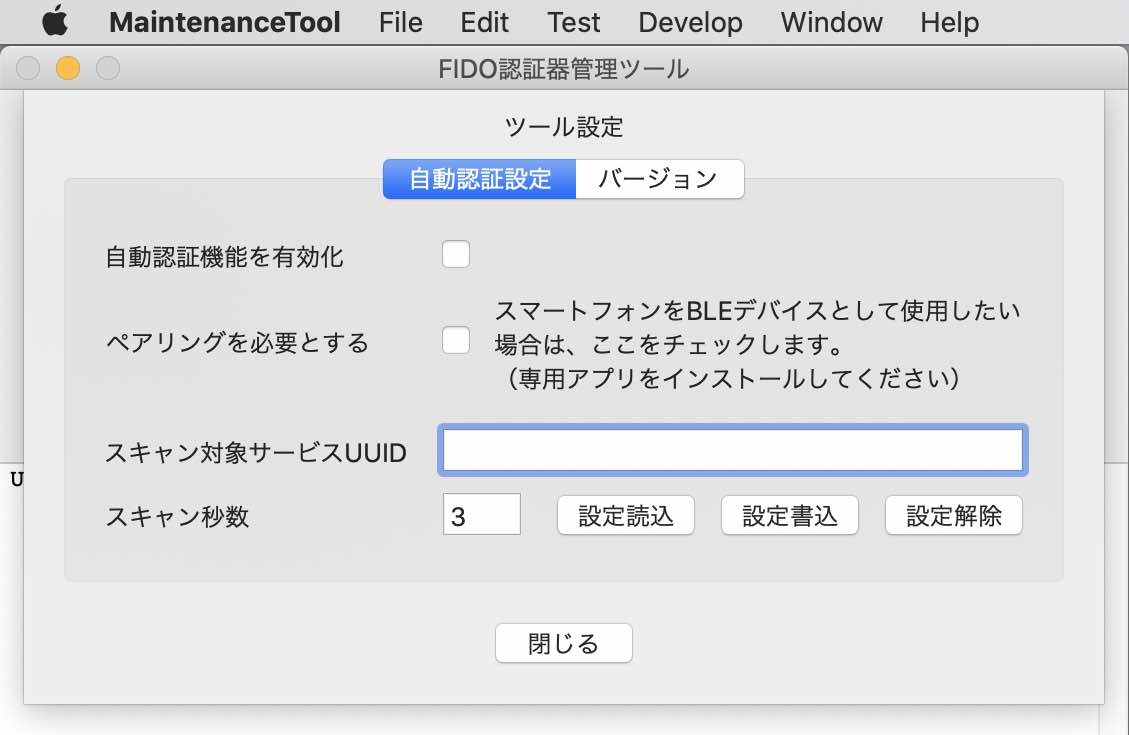 MaintenanceTool File Edit Test Develop Window Help
FIDO認証器管理ツール
ツール設定
自動認証設定 バージョン
自動認証機能を有効化
ペアリングを必要とする
スマートフォンをBLEデバイスとして使用したい
場合は、ここをチェックします。
（専用アプリをインストールしてください）
スキャン対象サービスUUID
U
スキャン秒数 3 設定読込 設定書込 設定解除
閉じる